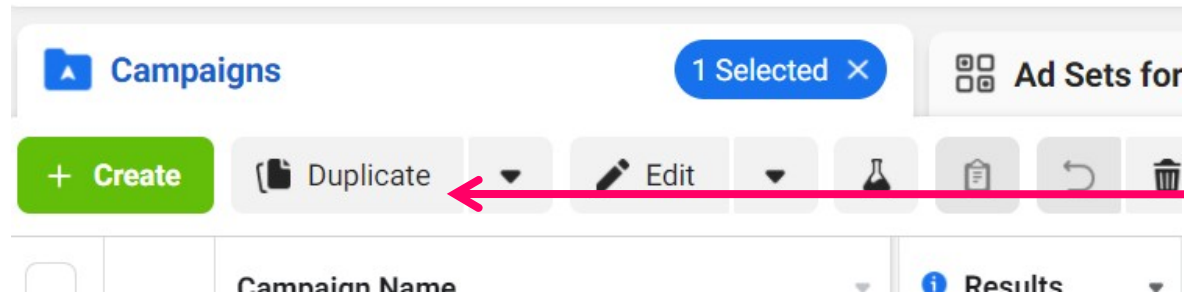 Campaigns
1 Selected
Ad Sets for
+ Create
Duplicate
Edit
Campaign Name
Results